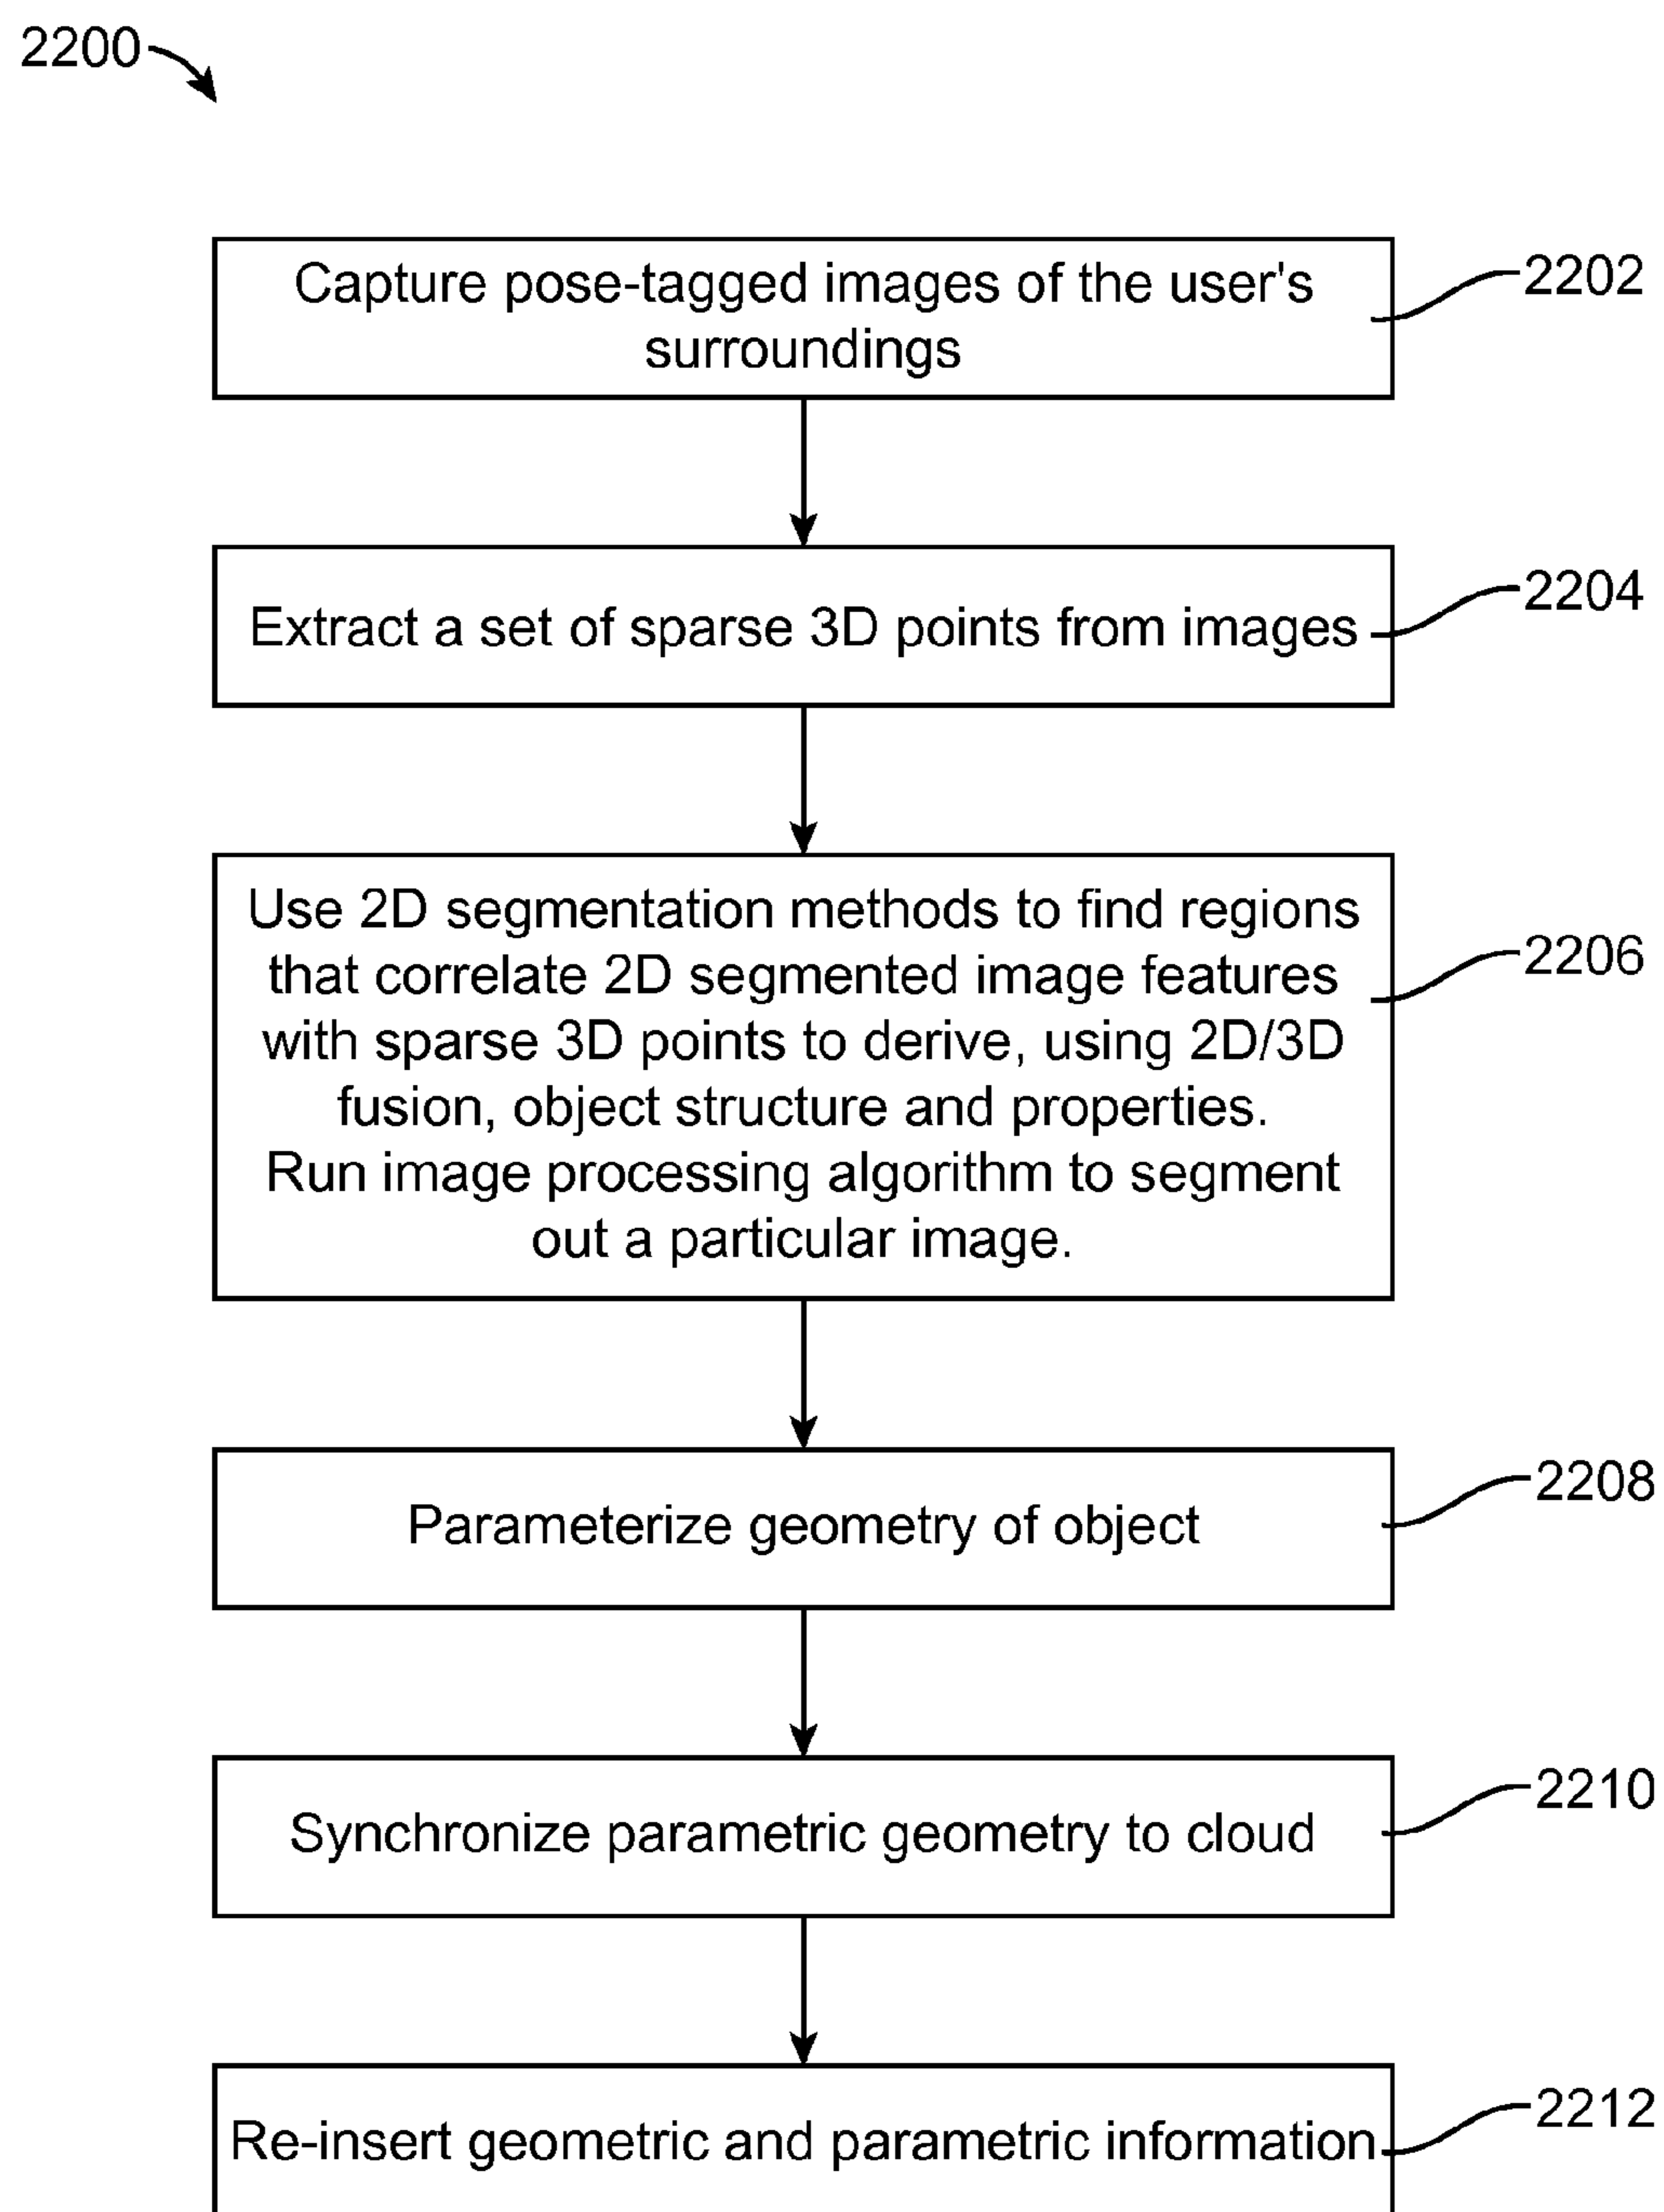 2200
Capture pose-tagged images of the user's
surroundings
2202
Extract a set of sparse 3D points from images
2204
Use 2D segmentation methods to find regions
that correlate 2D segmented image features
with sparse 3D points to derive, using 2D/3D
fusion, object structure and properties.
Run image processing algorithm to segment
out a particular image.
2206
Parameterize geometry of object
2208
Synchronize parametric geometry to cloud
2210
Re-insert geometric and parametric information
2212